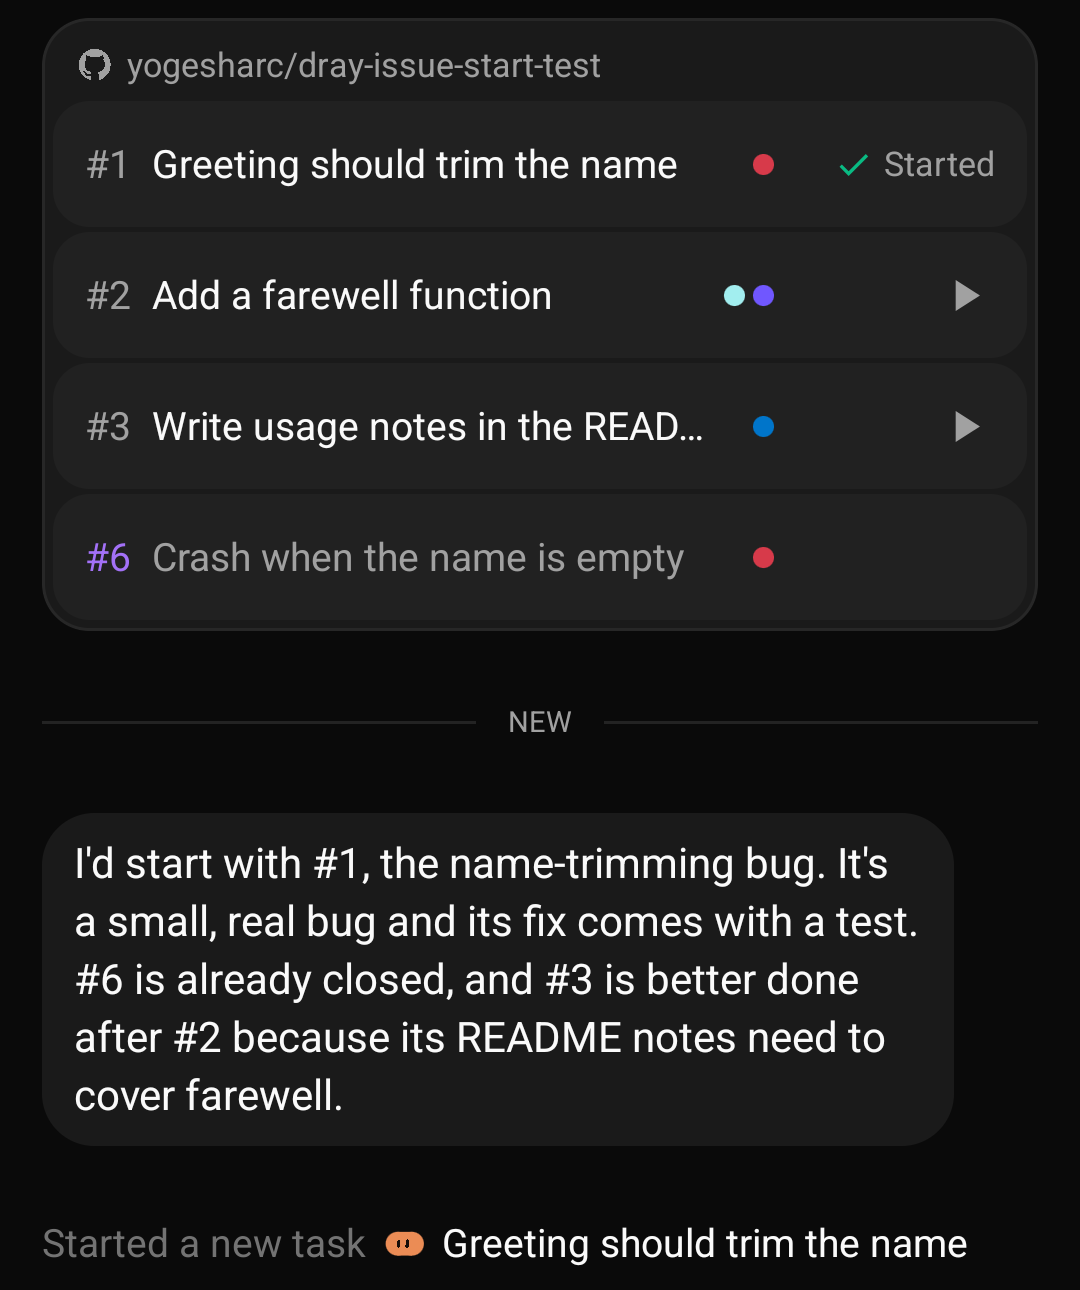 yogesharc/dray-issue-start-test
#1 Greeting should trim the name Started
#2 Add a farewell function
#3 Write usage notes in the READ...
#6 Crash when the name is empty
NEW
I'd start with #1, the name-trimming bug. It's
a small, real bug and its fix comes with a test.
#6 is already closed, and #3 is better done
after #2 because its README notes need to
cover farewell.
Started a new task Greeting should trim the name